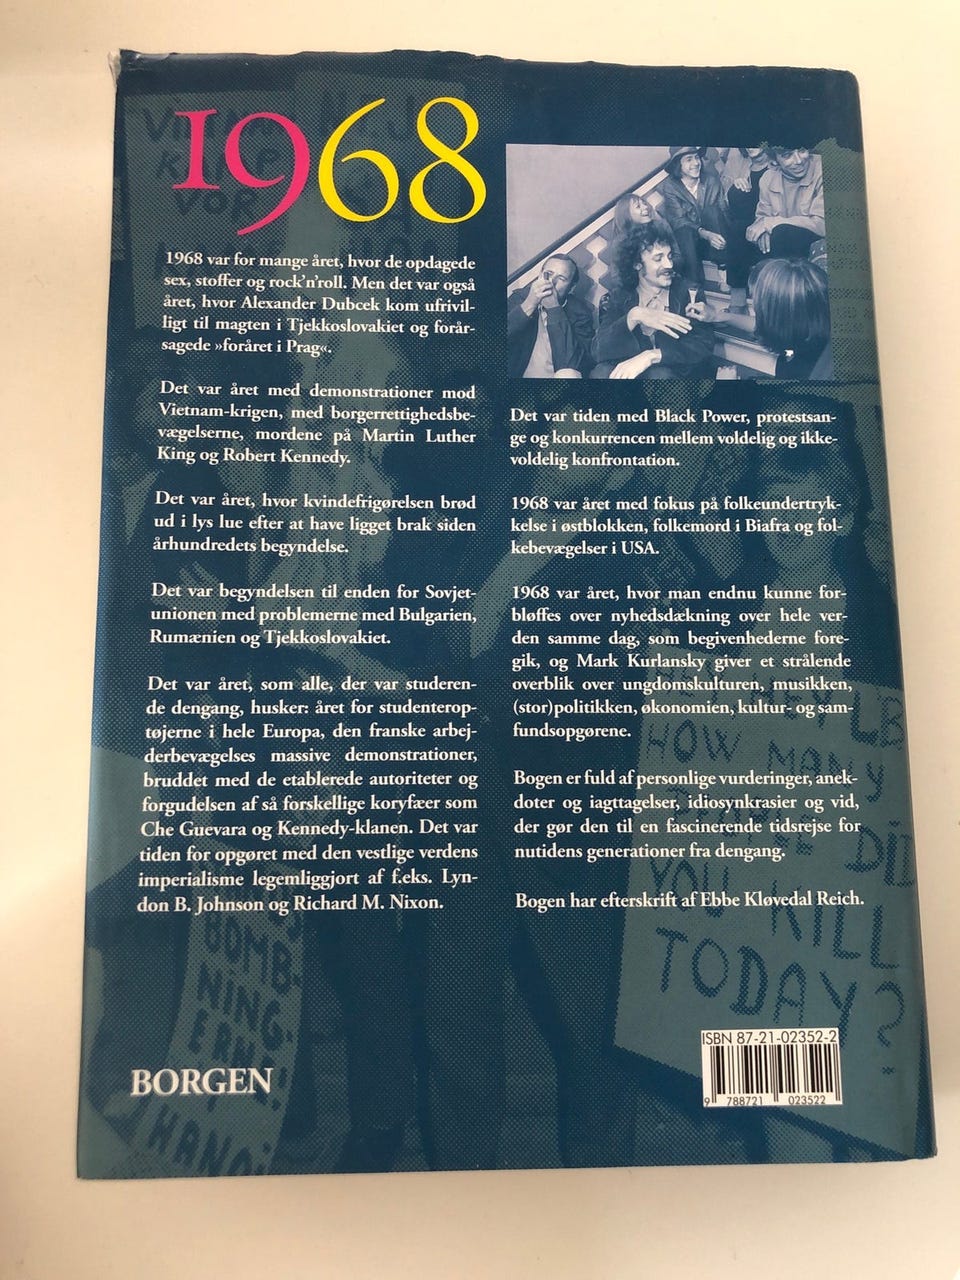 1968
1968 var for mange året, hvor de opdagede
sex, stoffer og rock'n'roll. Men det var også
året, hvor Alexander Dubcek kom ufrivil-
ligt til magten i Tjekkoslovakiet og forår-
sagede »foråret i Prag«.
Det var året med demonstrationer mod
Vietnam-krigen, med borgerrettighedsbe-
vægelserne, mordene på Martin Luther
King og Robert Kennedy.
Det var året, hvor kvindefrigørelsen brød
ud i lys lue efter at have ligget brak siden
århundredets begyndelse.
Det var begyndelsen til enden for Sovjet-
unionen med problemerne med Bulgarien,
Rumænien og Tjekkoslovakiet.
Det var året, som alle, der var studeren-
de dengang, husker: året for studenterop-
tøjerne i hele Europa, den franske arbej-
derbevægelses massive demonstrationer,
bruddet med de etablerede autoriteter og
forgudelsen af så forskellige koryfæer som
Che Guevara og Kennedy-klanen. Det var
tiden for opgøret med den vestlige verdens
imperialisme legemliggjort af f.eks. Lyn-
don B. Johnson og Richard M. Nixon.
Det var tiden med Black Power, protestsan-
ge og konkurrencen mellem voldelig og ikke-
voldelig konfrontation.
1968 var året med fokus på folkeundertryk-
kelse i østblokken, folkemord i Biafra og fol-
kebevægelser i USA.
1968 var året, hvor man endnu kunne for-
bløffes over nyhedsdækning over hele ver-
den samme dag, som begivenhederne fore-
gik, og Mark Kurlansky giver et strålende
overblik over ungdomskulturen, musikken,
(stor)politikken, økonomien, kultur- og sam-
fundsopgørene.
Bogen er fuld af personlige vurderinger, anek-
doter og iagttagelser, idiosynkrasier og vid,
der gør den til en fascinerende tidsrejse for
nutidens generationer fra dengang.
Bogen har efterskrift af Ebbe Kløvedal Reich.
HEY LB
HOW MANY
DID
YOU KILL
TODAY?
BOMB-
NING-
ERNE
HANOI
BORGEN
ISBN 87-21-02352-2
9 788721 023522